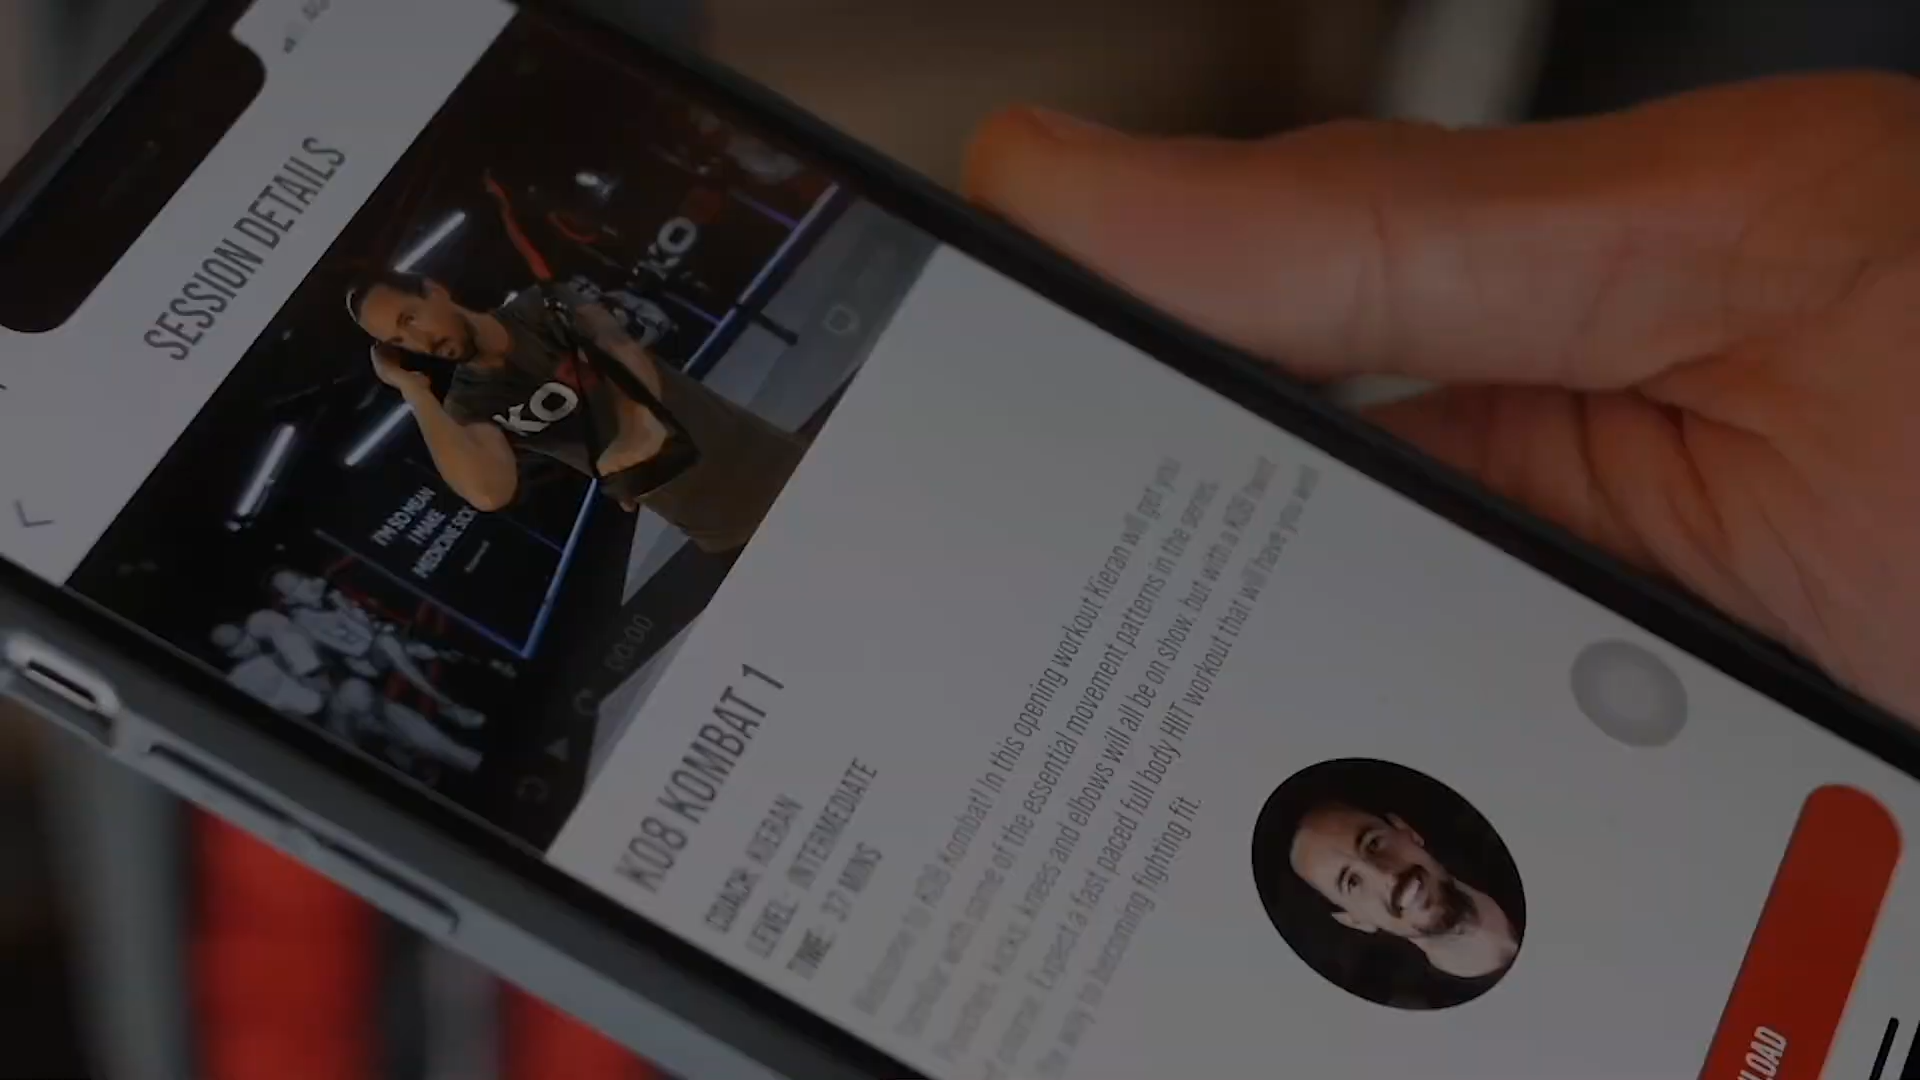 SESSION DETAILS
KO
KO
I'M SO MEAN
I MAKE
MEDICINE SICK
00:00
KO8 KOMBAT 1
COACH: KIERAN
LEVEL: INTERMEDIATE
TIME: 37 MINS
Welcome to KO8 Kombat! In this opening workout Kieran will get you
familiar with some of the essential movement patterns in the series.
Punches, kicks, knees and elbows will all be on show, but with a KO8 twist
of course. Expect a fast paced full body HIIT workout that will have you well
the way to becoming fighting fit.